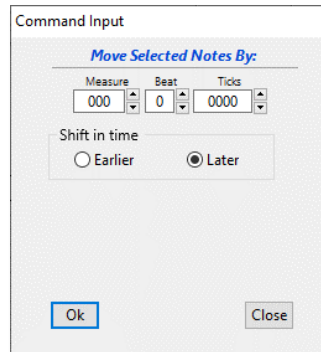 Command Input
Move Selected Notes By:
Measure Beat Ticks
000 0 0000
Shift in time
Earlier Later
Ok Close